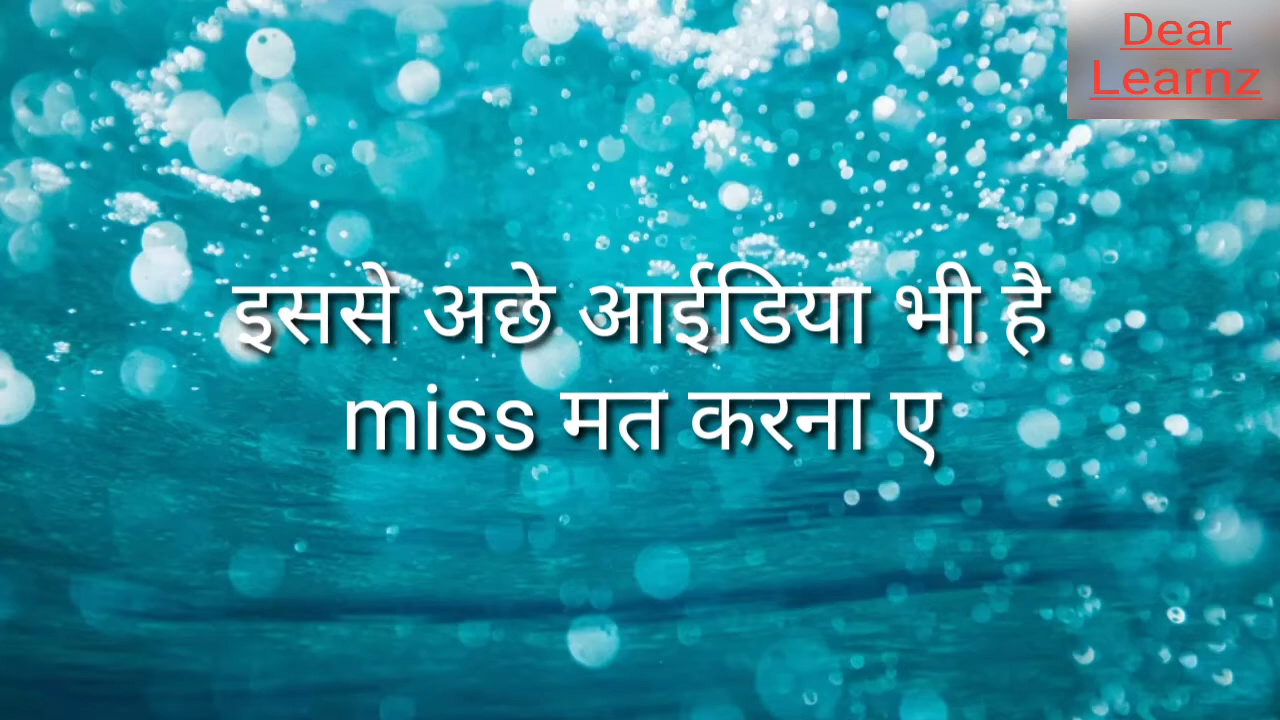 Dear
Learnz
इससे अछे आईडिया भी है
miss मत करना ए